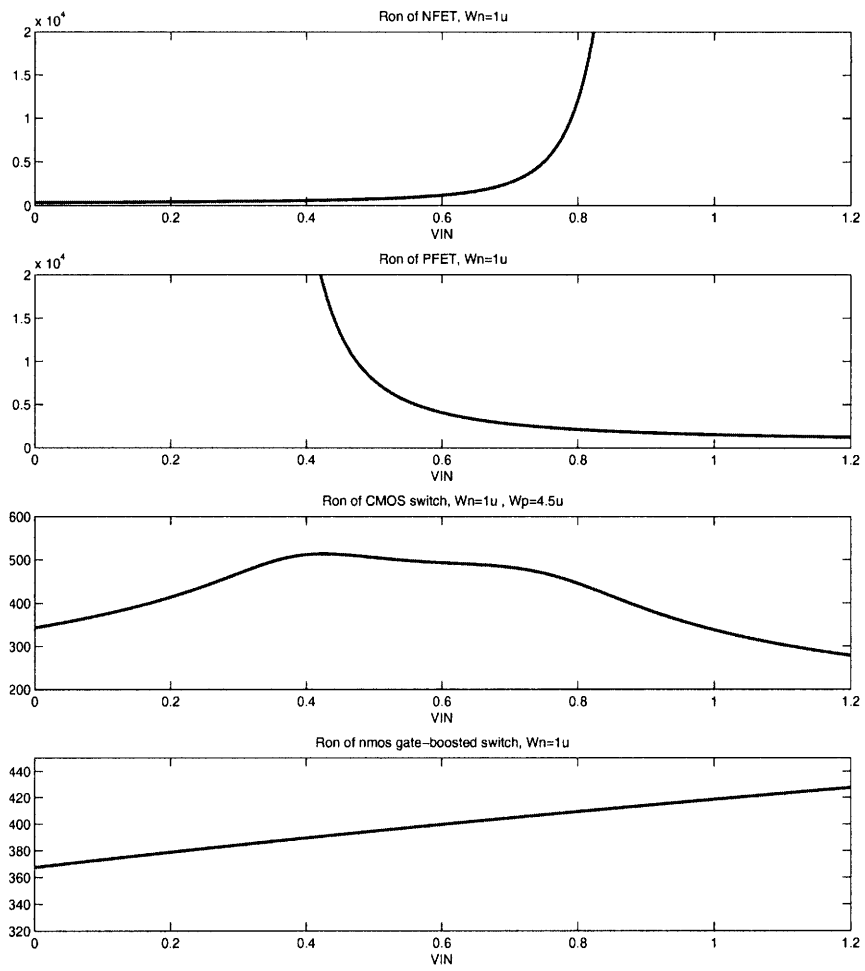 Ron of NFET, Wn=1u
x 10^4
2
1.5
1
0.5
0
0 0.2 0.4 0.6 0.8 1 1.2
VIN
Ron of PFET, Wn=1u
x 10^4
2
1.5
1
0.5
0
0 0.2 0.4 0.6 0.8 1 1.2
VIN
Ron of CMOS switch, Wn=1u , Wp=4.5u
600
500
400
300
200
0 0.2 0.4 0.6 0.8 1 1.2
VIN
Ron of nmos gate−boosted switch, Wn=1u
440
420
400
380
360
340
320
0 0.2 0.4 0.6 0.8 1 1.2
VIN